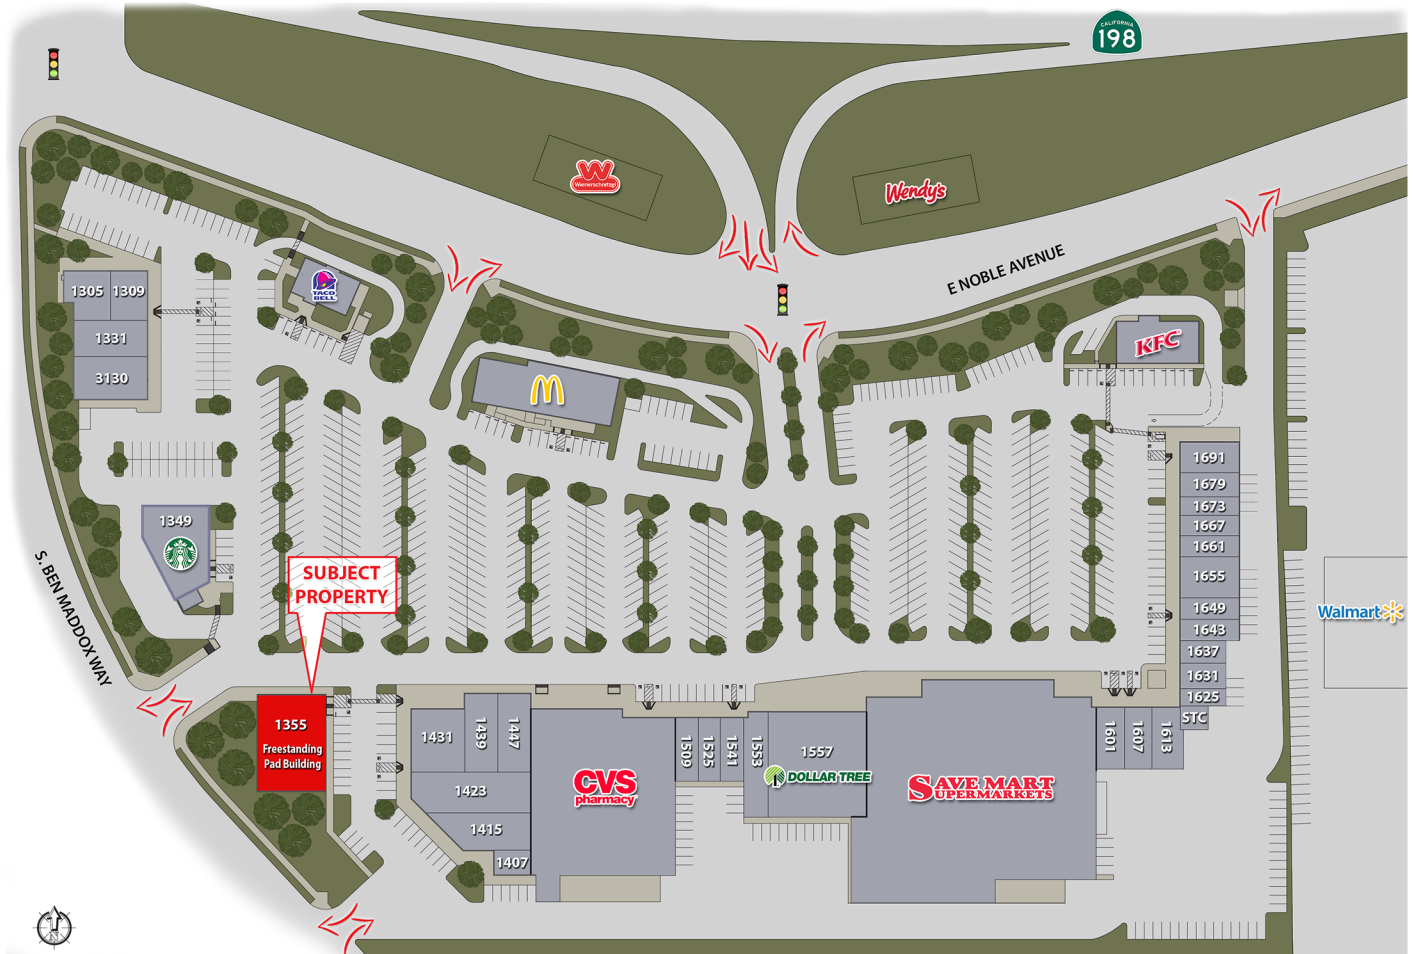 CALIFORNIA
198
W
Wienerschnitzel
Wendy's
E NOBLE AVENUE
TACO
BELL
1305
1309
1331
3130
KFC
M
1691
1679
1673
1667
1661
1655
1649
1643
1637
1631
1625
STC
1349
SUBJECT
PROPERTY
S. BEN MADDOX WAY
Walmart
1355
Freestanding
Pad Building
1431
1439
1447
1423
1415
1407
CVS
pharmacy
1509
1525
1541
1553
1557
DOLLAR TREE
SAVE MART
SUPERMARKETS
1601
1607
1613
N